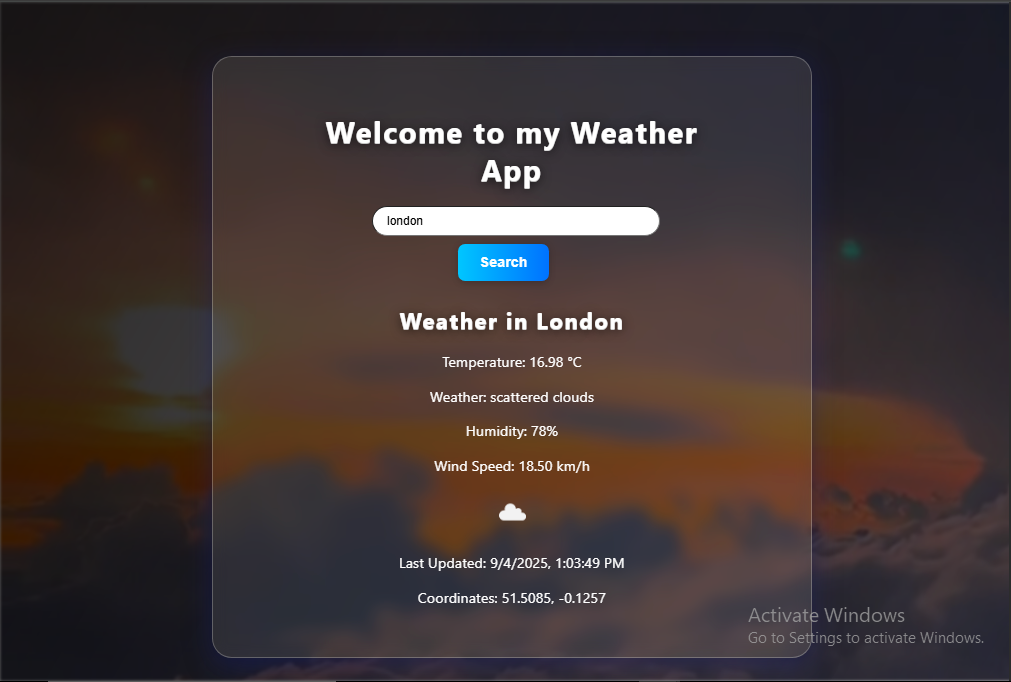 Welcome to my Weather
App
london
Search
Weather in London
Temperature: 16.98 °C
Weather: scattered clouds
Humidity: 78%
Wind Speed: 18.50 km/h
Last Updated: 9/4/2025, 1:03:49 PM
Coordinates: 51.5085, -0.1257
Activate Windows
Go to Settings to activate Windows.